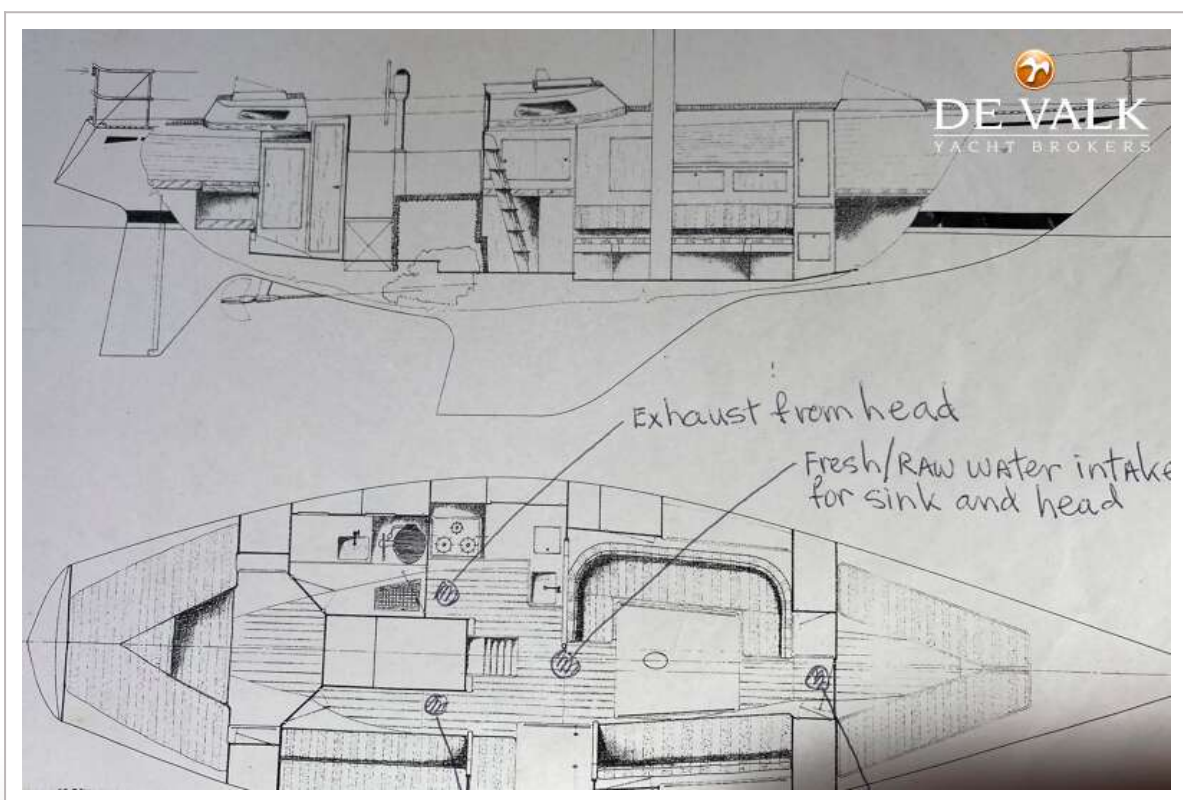 DE VALK
YACHT BROKERS
Exhaust from head
Fresh/RAW water intake
for sink and head